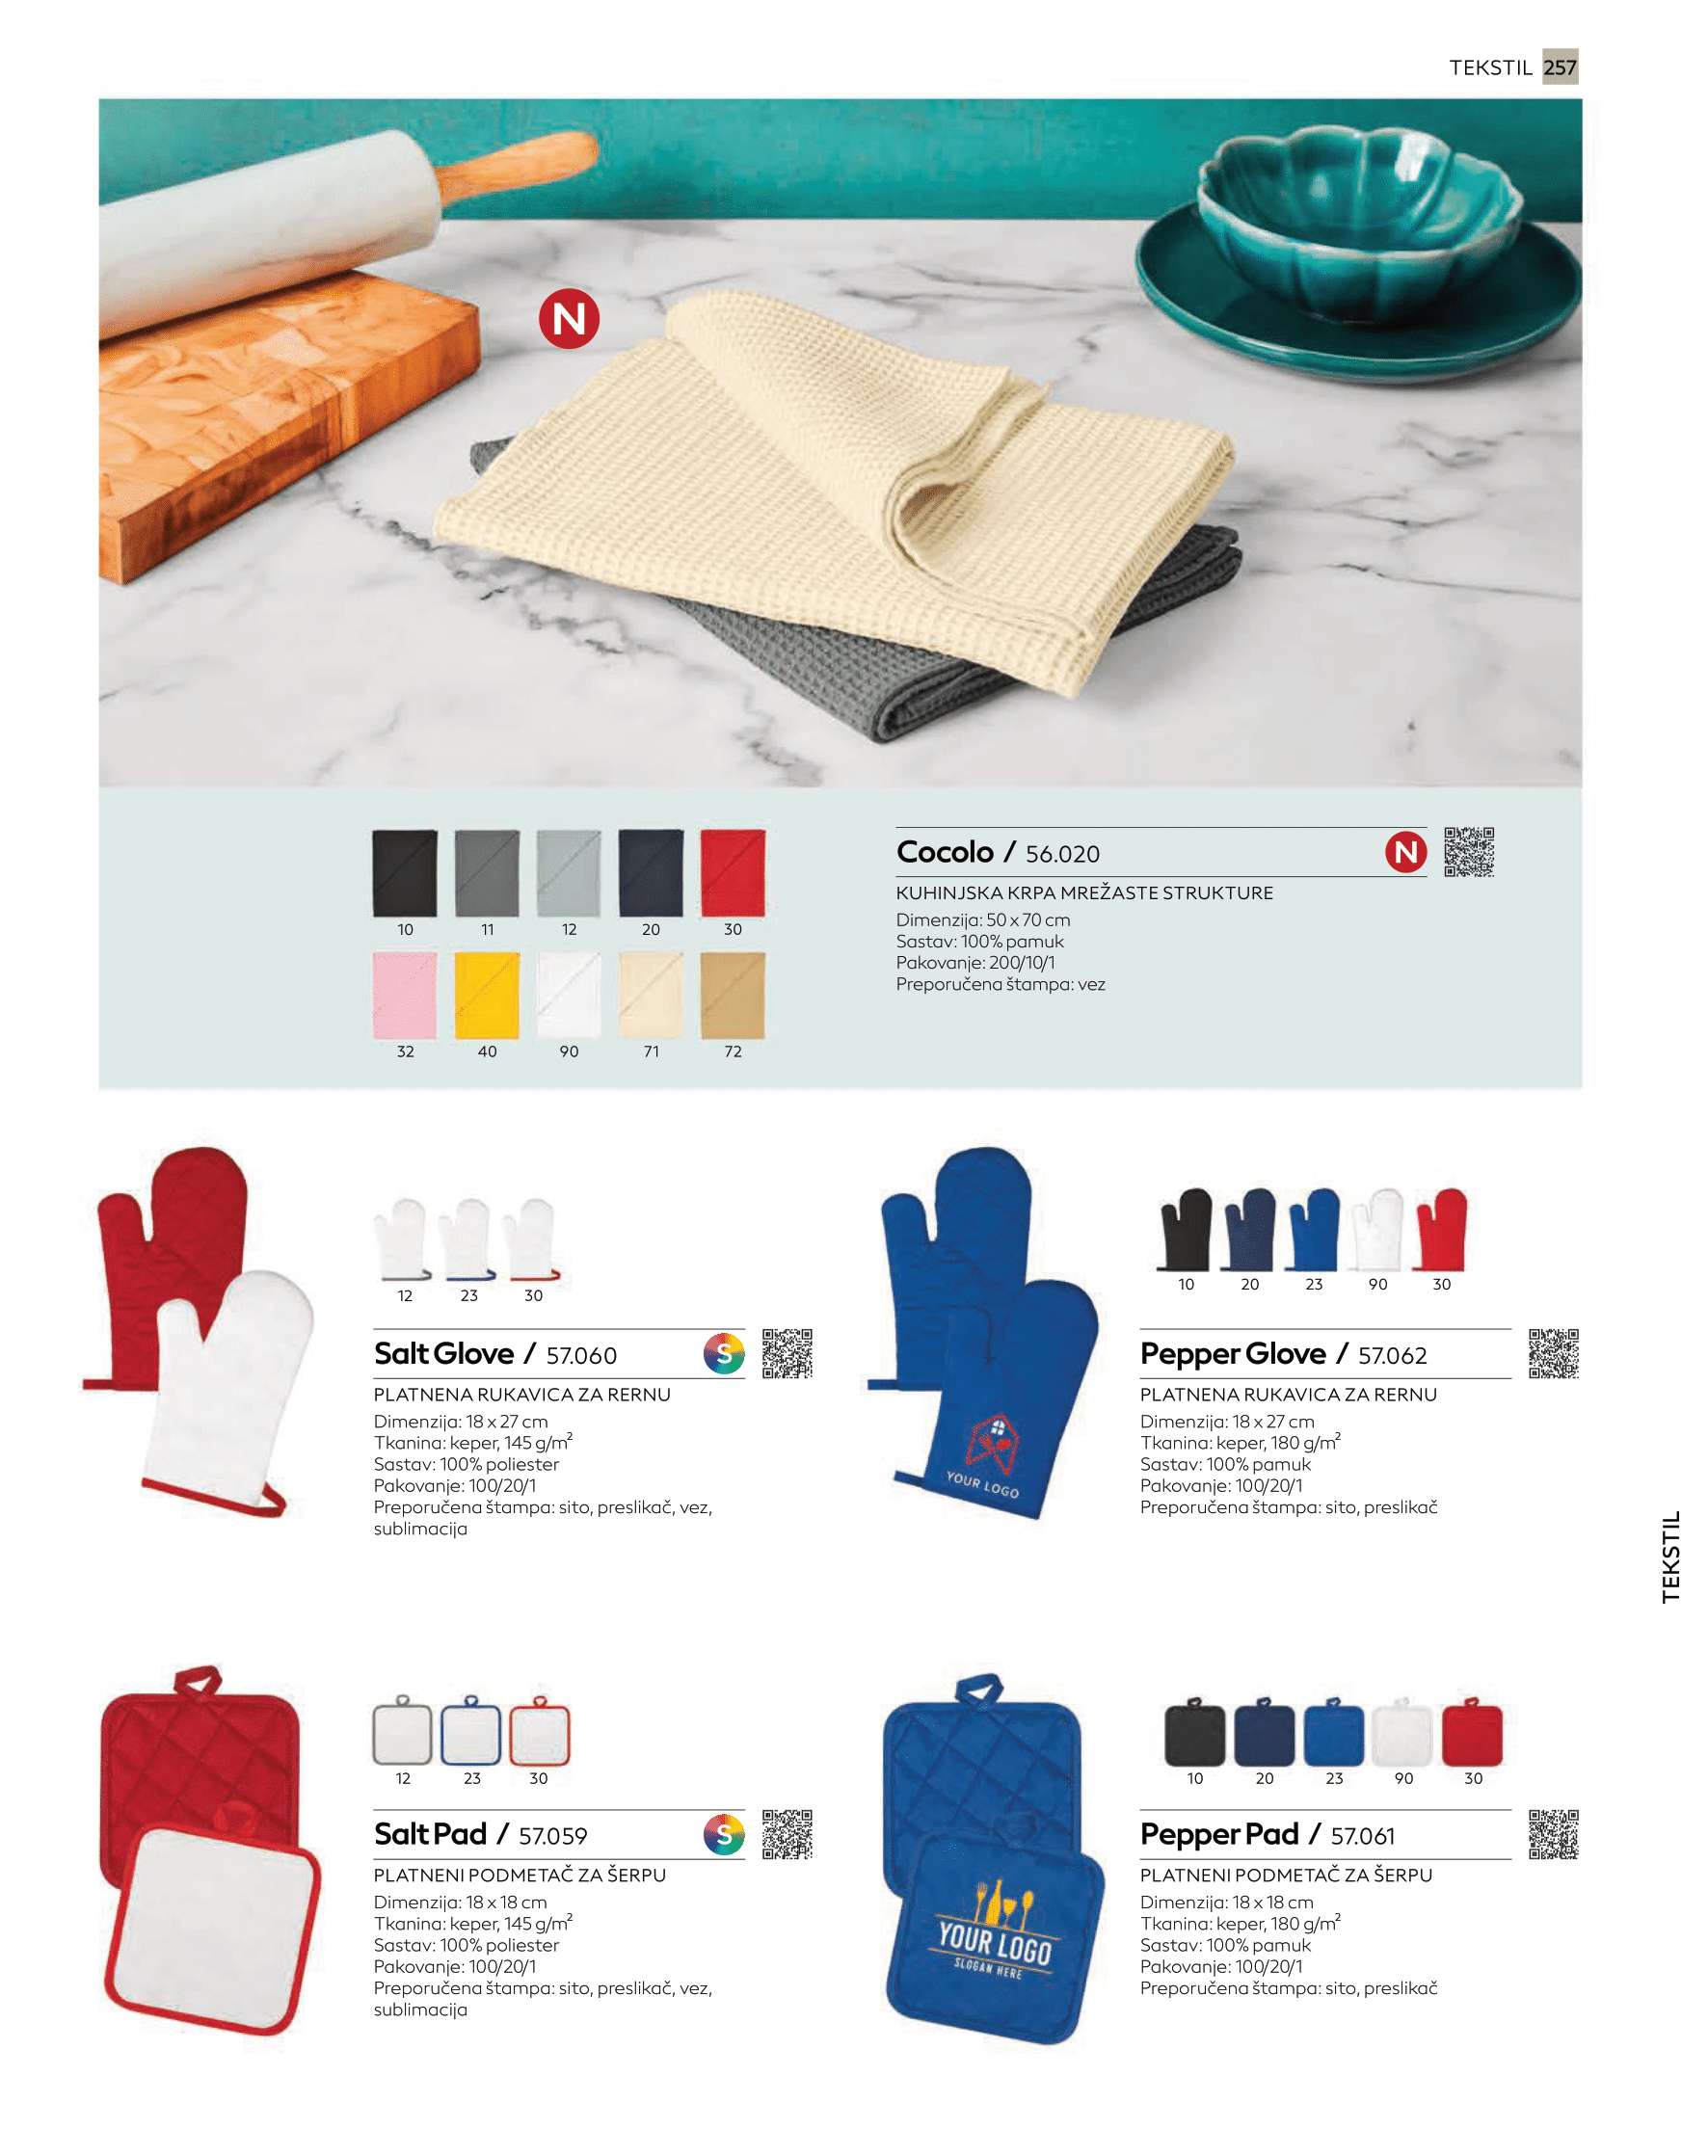 TEKSTIL 257
N
10 11 12 20 30
32 40 90 71 72
Cocolo / 56.020
N
KUHINJSKA KRPA MREŽASTE STRUKTURE
Dimenzija: 50 x 70 cm
Sastav: 100% pamuk
Pakovanje: 200/10/1
Preporučena štampa: vez
12 23 30
Salt Glove / 57.060
S
PLATNENA RUKAVICA ZA RERNU
Dimenzija: 18 x 27 cm
Tkanina: keper, 145 g/m²
Sastav: 100% poliester
Pakovanje: 100/20/1
Preporučena štampa: sito, preslikač, vez,
sublimacija
YOUR LOGO
10 20 23 90 30
Pepper Glove / 57.062
PLATNENA RUKAVICA ZA RERNU
Dimenzija: 18 x 27 cm
Tkanina: keper, 180 g/m²
Sastav: 100% pamuk
Pakovanje: 100/20/1
Preporučena štampa: sito, preslikač
TEKSTIL
12 23 30
Salt Pad / 57.059
S
PLATNENI PODMETAČ ZA ŠERPU
Dimenzija: 18 x 18 cm
Tkanina: keper, 145 g/m²
Sastav: 100% poliester
Pakovanje: 100/20/1
Preporučena štampa: sito, preslikač, vez,
sublimacija
YOUR LOGO
SLOGAN HERE
10 20 23 90 30
Pepper Pad / 57.061
PLATNENI PODMETAČ ZA ŠERPU
Dimenzija: 18 x 18 cm
Tkanina: keper, 180 g/m²
Sastav: 100% pamuk
Pakovanje: 100/20/1
Preporučena štampa: sito, preslikač